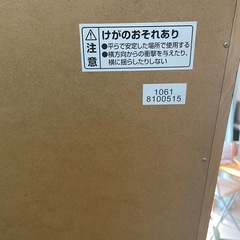 注意
けがのおそれあり
●平らで安定した場所で使用する
●横方向からの衝撃を与えたり、
横に揺らしたりしない
1061
8100515